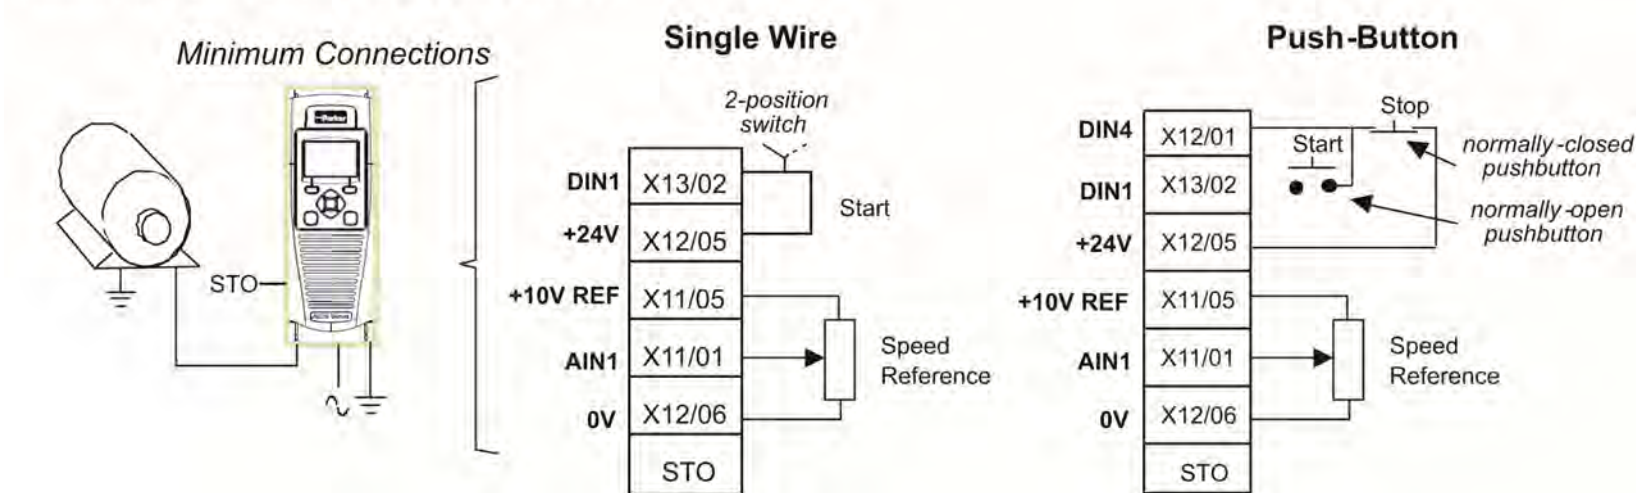 Minimum Connections
Parker
STO
Single Wire
2-position
switch
DIN1 X13/02
Start
+24V X12/05
+10V REF X11/05
AIN1 X11/01
Speed
Reference
0V X12/06
STO
Push-Button
DIN4 X12/01
Stop
Start
normally-closed
pushbutton
DIN1 X13/02
normally-open
pushbutton
+24V X12/05
+10V REF X11/05
AIN1 X11/01
Speed
Reference
0V X12/06
STO